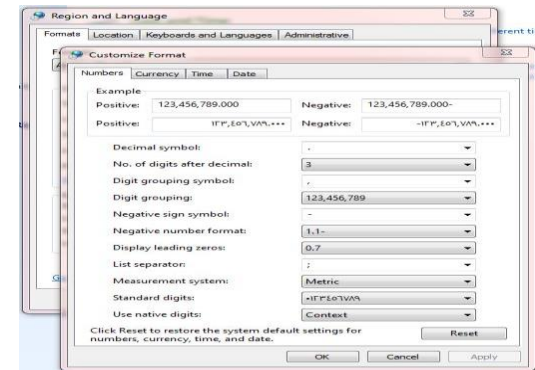 Region and Language
erent ti
Formats Location Keyboards and Languages Administrative
Customize Format
Numbers Currency Time Date
Example
Positive: 123,456,789.000 Negative: 123,456,789.000-
Positive: ١٢٣,٤٥٦,٧٨٩.٠٠٠ Negative: -١٢٣,٤٥٦,٧٨٩.٠٠٠
Decimal symbol: .
No. of digits after decimal: 3
Digit grouping symbol: ,
Digit grouping: 123,456,789
Negative sign symbol: -
Negative number format: 1.1-
Display leading zeros: 0.7
List separator: ;
Measurement system: Metric
Standard digits: ٠١٢٣٤٥٦٧٨٩
Use native digits: Context
Click Reset to restore the system default settings for
numbers, currency, time, and date.
Reset
OK Cancel Apply